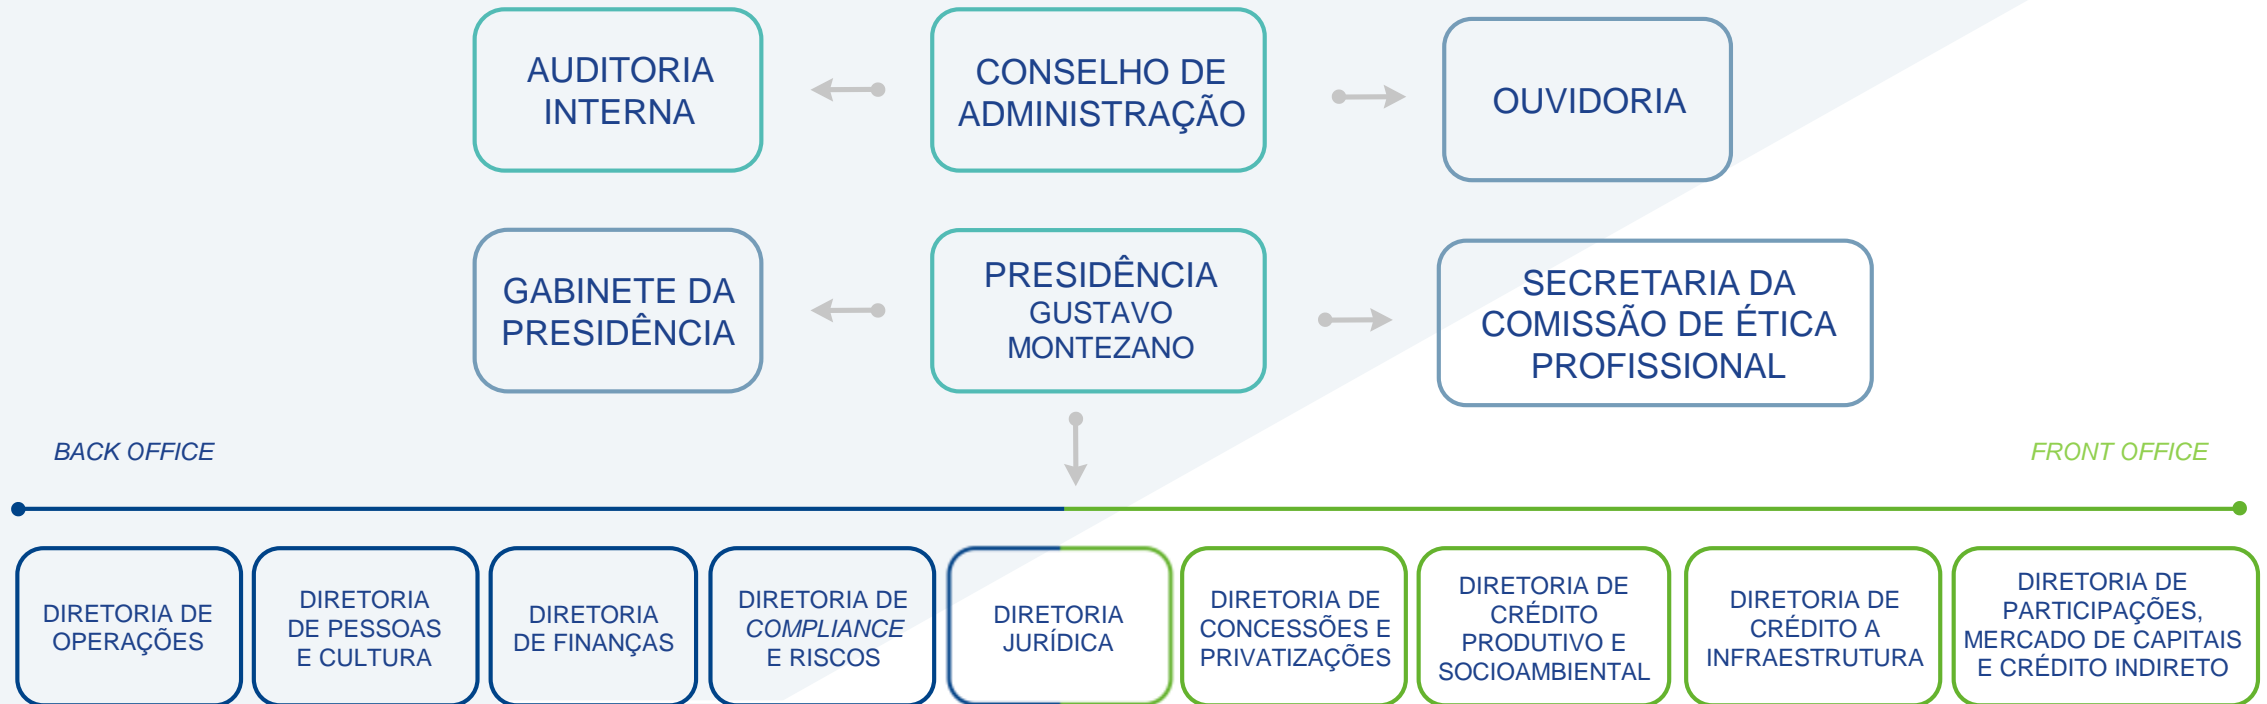 AUDITORIA
INTERNA
CONSELHO DE
ADMINISTRAÇÃO
OUVIDORIA
GABINETE DA
PRESIDÊNCIA
PRESIDÊNCIA
GUSTAVO
MONTEZANO
SECRETARIA DA
COMISSÃO DE ÉTICA
PROFISSIONAL
BACK OFFICE
FRONT OFFICE
DIRETORIA DE
OPERAÇÕES
DIRETORIA
DE PESSOAS
E CULTURA
DIRETORIA
DE FINANÇAS
DIRETORIA DE
COMPLIANCE
E RISCOS
DIRETORIA
JURÍDICA
DIRETORIA DE
CONCESSÕES E
PRIVATIZAÇÕES
DIRETORIA DE
CRÉDITO
PRODUTIVO E
SOCIOAMBIENTAL
DIRETORIA DE
CRÉDITO A
INFRAESTRUTURA
DIRETORIA DE
PARTICIPAÇÕES,
MERCADO DE CAPITAIS
E CRÉDITO INDIRETO